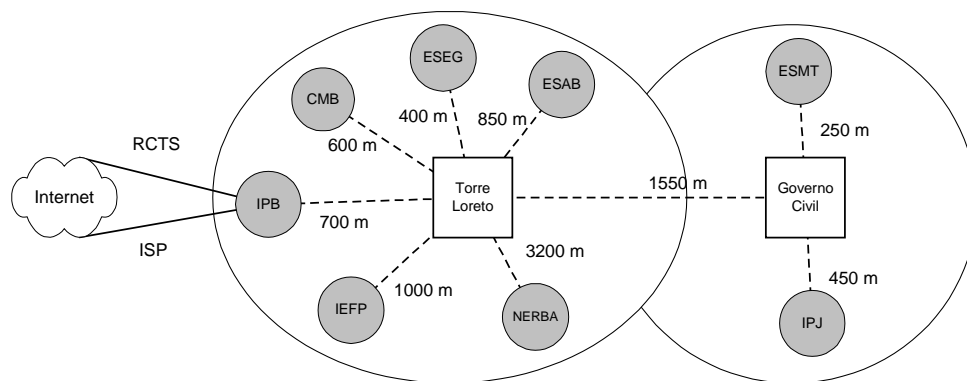 ESEG
ESMT
CMB
ESAB
400 m
850 m
250 m
600 m
RCTS
1550 m
Internet
IPB
Torre
Loreto
Governo
Civil
700 m
ISP
3200 m
450 m
1000 m
IEFP
NERBA
IPJ